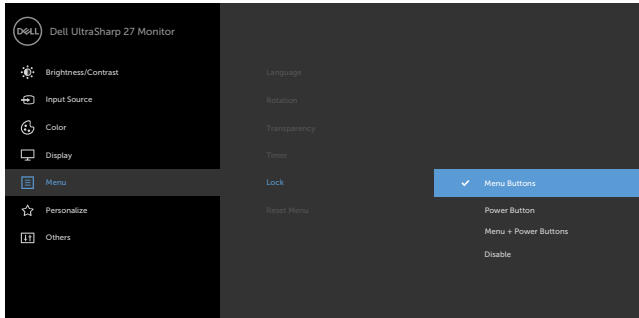 DELL
Dell UltraSharp 27 Monitor
Brightness/Contrast
Input Source
Color
Display
Menu
Personalize
Others
Language
Rotation
Transparency
Timer
Lock
Reset Menu
Menu Buttons
Power Button
Menu + Power Buttons
Disable